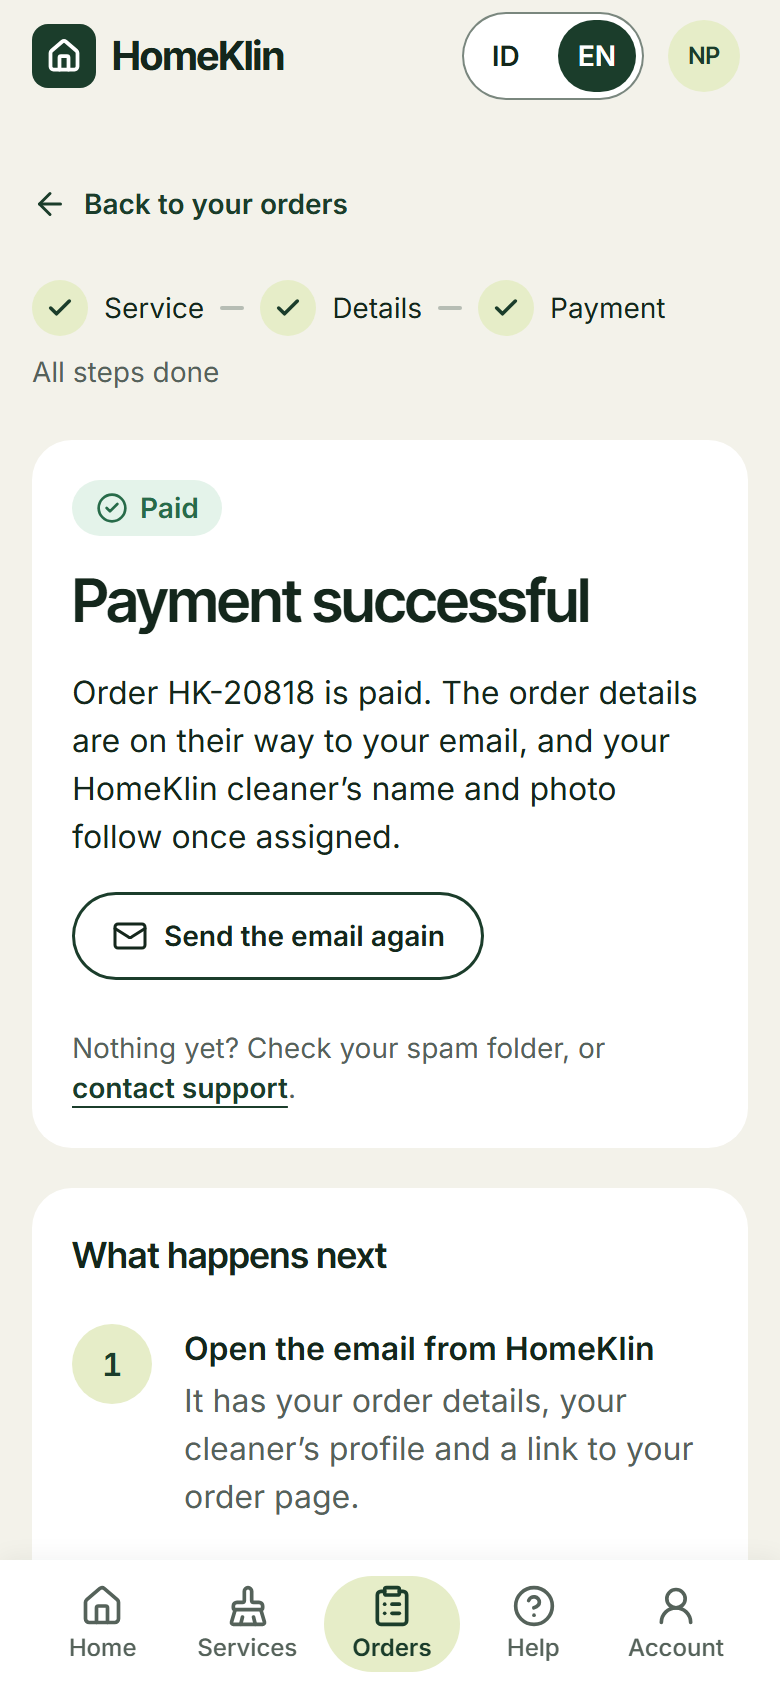 HomeKlin
ID EN
NP
Back to your orders
Service Details Payment
All steps done
Paid
Payment successful
Order HK-20818 is paid. The order details
are on their way to your email, and your
HomeKlin cleaner’s name and photo
follow once assigned.
Send the email again
Nothing yet? Check your spam folder, or
contact support.
What happens next
1
Open the email from HomeKlin
It has your order details, your
cleaner’s profile and a link to your
order page.
Home Services Orders Help Account